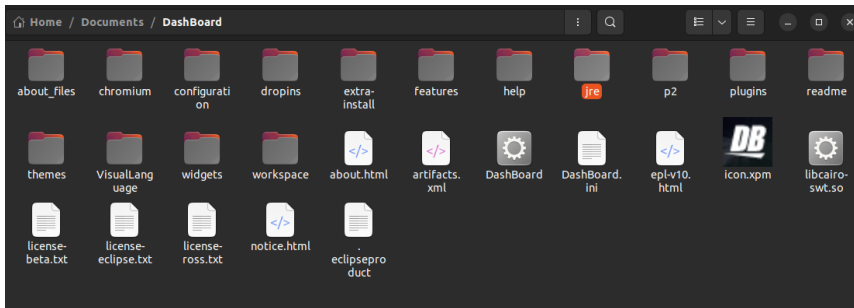 Home / Documents / DashBoard
about_files
chromium
configurati
on
dropins
extra-
install
features
help
jre
p2
plugins
readme
themes
VisualLang
uage
widgets
workspace
about.html
artifacts.
xml
DashBoard
DashBoard.
ini
epl-v10.
html
DB
icon.xpm
libcairo-
swt.so
license-
beta.txt
license-
eclipse.txt
license-
ross.txt
notice.html
.
eclipsepro
duct